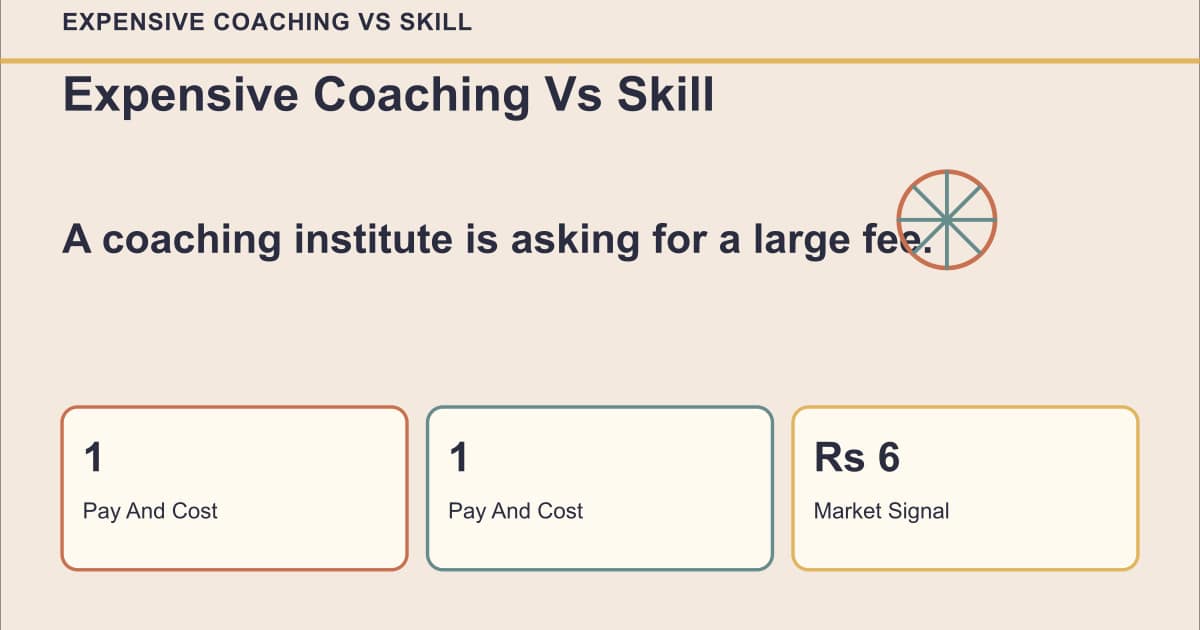 EXPENSIVE COACHING VS SKILL
Expensive Coaching Vs Skill
A coaching institute is asking for a large fee.
1
Pay And Cost
1
Pay And Cost
Rs 6
Market Signal